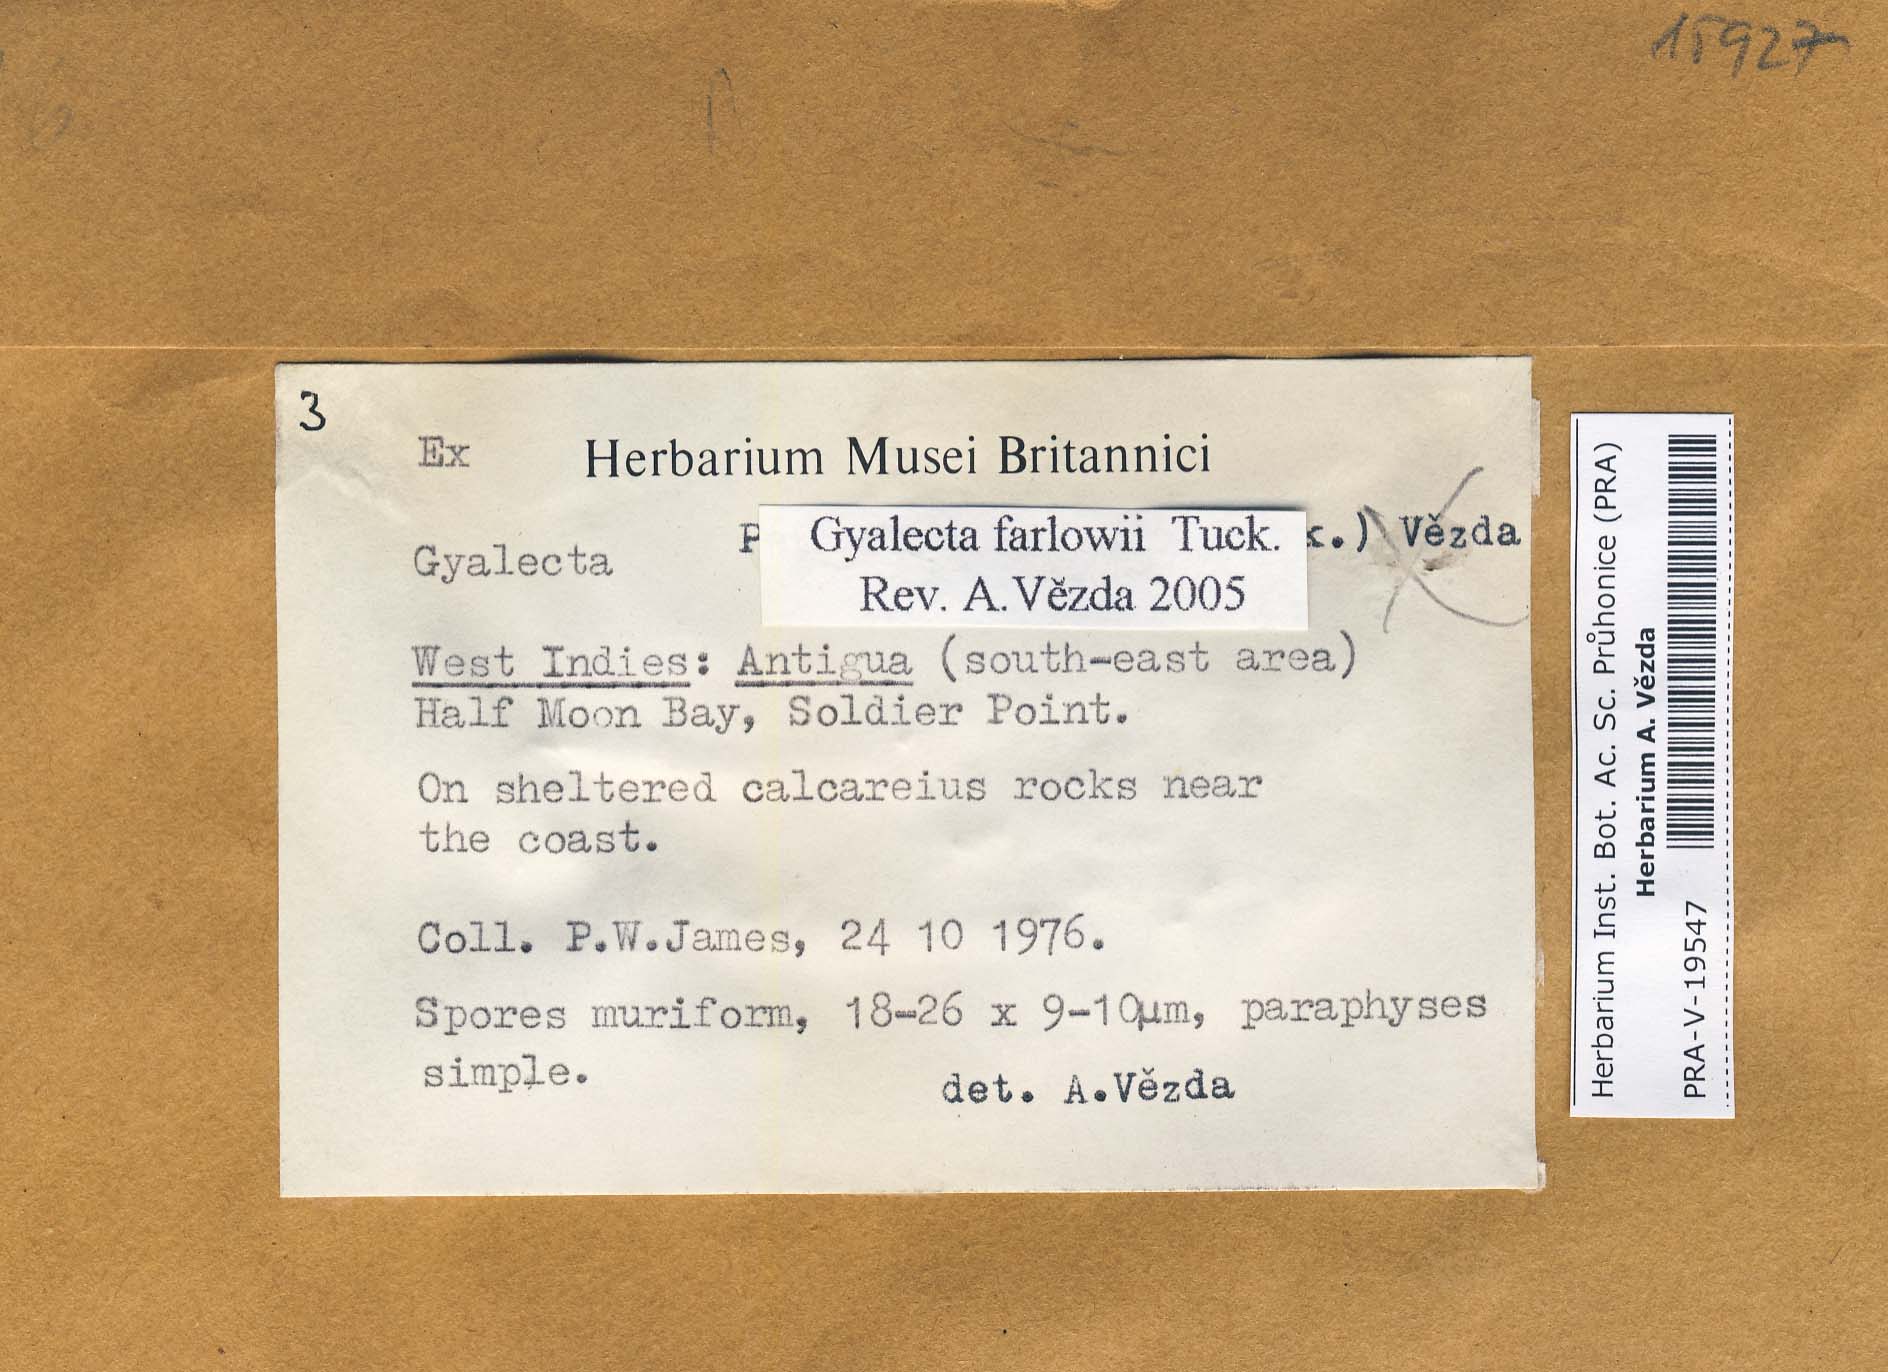 15927
3
Ex Herbarium Musei Britannici
Gyalecta farlowii Tuck.
Rev. A. Vězda 2005
.) Vězda
Gyalecta
West Indies: Antigua (south-east area)
Half Moon Bay, Soldier Point.
On sheltered calcareius rocks near
the coast.
Coll. P.W.James, 24 10 1976.
Spores muriform, 18-26 x 9-10µm, paraphyses
simple.
det. A.Vězda
Herbarium Inst. Bot. Ac. Sc. Průhonice (PRA)
Herbarium A. Vězda
PRA-V-19547